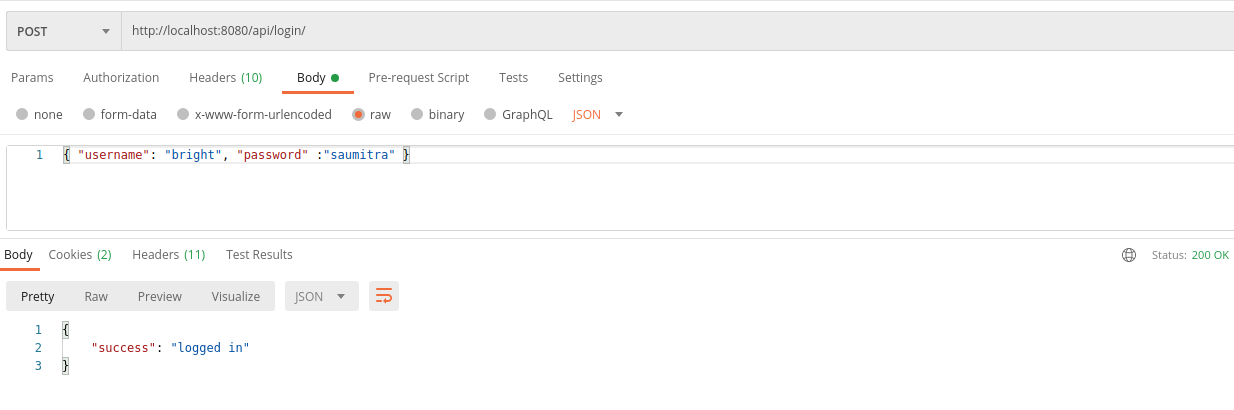 POST http://localhost:8080/api/login/
Params Authorization Headers (10) Body Pre-request Script Tests Settings
none form-data x-www-form-urlencoded raw binary GraphQL JSON
1 { "username": "bright", "password" :"saumitra" }
Body Cookies (2) Headers (11) Test Results Status: 200 OK
Pretty Raw Preview Visualize JSON
1 {
2 "success": "logged in"
3 }